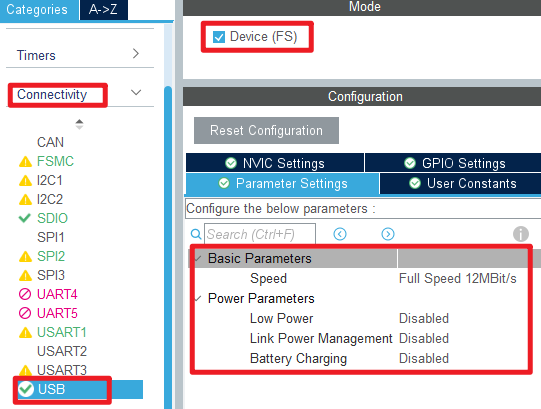 Categories
A->Z
Timers
Connectivity
CAN
FSMC
I2C1
I2C2
SDIO
SPI1
SPI2
SPI3
UART4
UART5
USART1
USART2
USART3
USB
Mode
Device (FS)
Configuration
Reset Configuration
NVIC Settings
GPIO Settings
Parameter Settings
User Constants
Configure the below parameters :
Search (Ctrl+F)
Basic Parameters
Speed Full Speed 12MBit/s
Power Parameters
Low Power Disabled
Link Power Management Disabled
Battery Charging Disabled